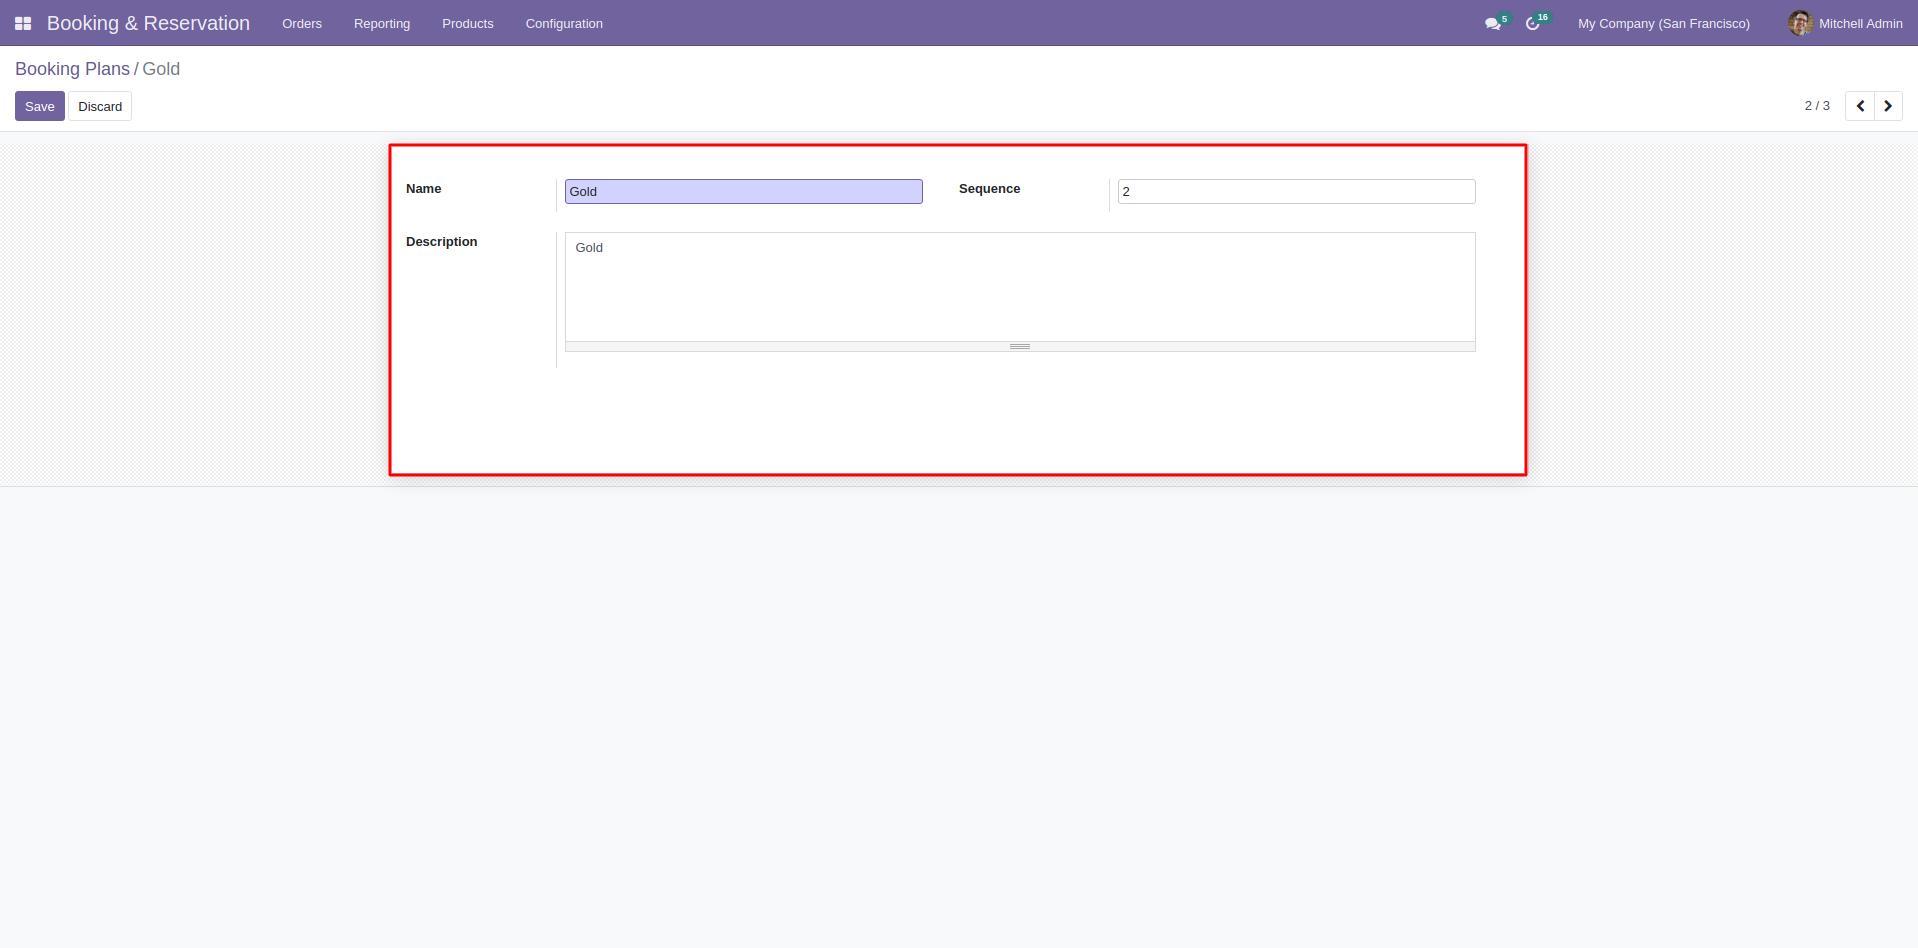 Booking & Reservation Orders Reporting Products Configuration 5 16 My Company (San Francisco) Mitchell Admin
Booking Plans / Gold
Save Discard 2 / 3
Name Gold Sequence 2
Description Gold